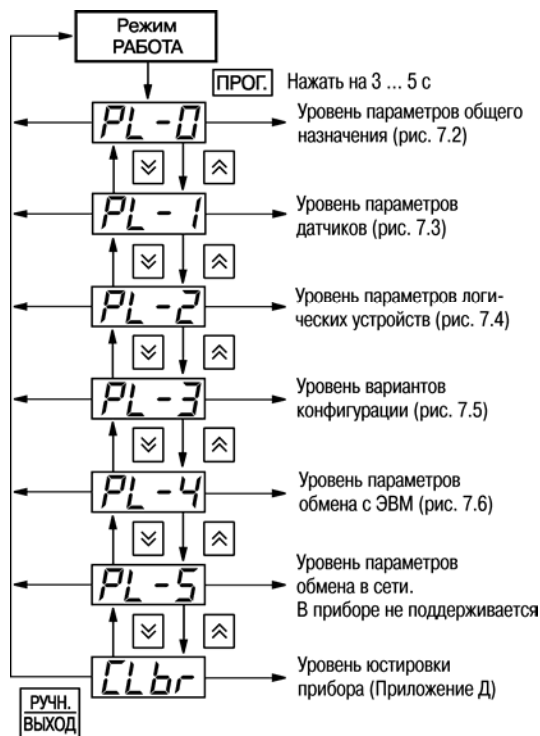 Режим
РАБОТА
ПРОГ. Нажать на 3 ... 5 с
PL-0
Уровень параметров общего
назначения (рис. 7.2)
PL-1
Уровень параметров
датчиков (рис. 7.3)
PL-2
Уровень параметров логи-
ческих устройств (рис. 7.4)
PL-3
Уровень вариантов
конфигурации (рис. 7.5)
PL-4
Уровень параметров
обмена с ЭВМ (рис. 7.6)
PL-5
Уровень параметров
обмена в сети.
В приборе не поддерживается
CLbr
Уровень юстировки
прибора (Приложение Д)
РУЧН.
ВЫХОД